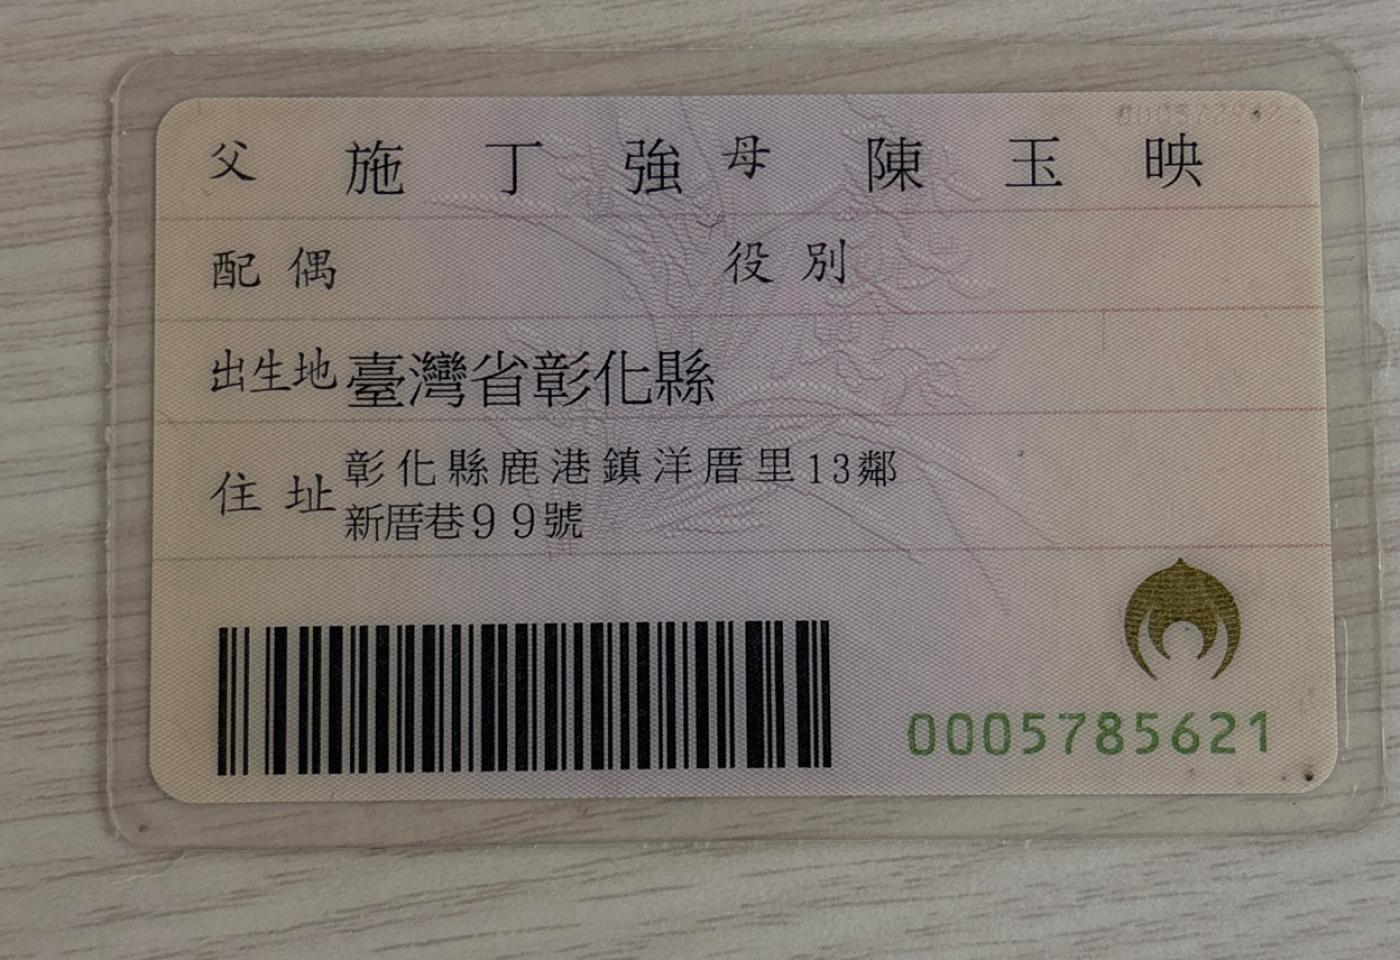 父 施丁強 母 陳玉映
配偶 役別
出生地 臺灣省彰化縣
住址 彰化縣鹿港鎮洋厝里13鄰
新厝巷99號
0005785621